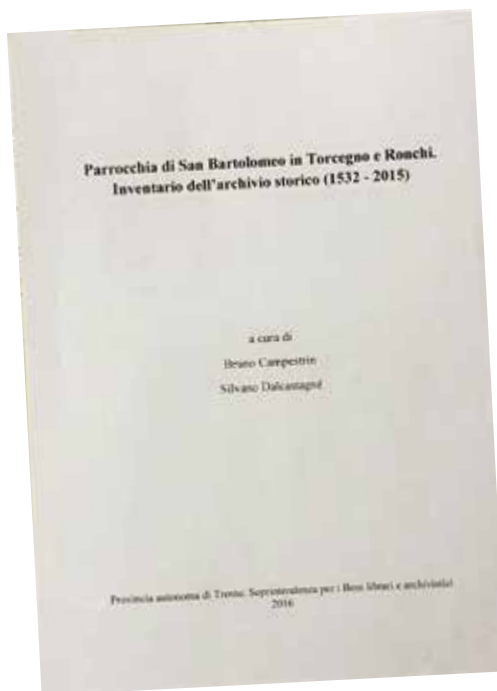 Parrocchia di San Bartolomeo in Torcegno e Ronchi.
Inventario dell'archivio storico (1532 - 2015)
a cura di
Bruno Campestrin
Silvano Dalcastagné
Provincia autonoma di Trento. Soprintendenza per i Beni librari e archivistici
2016